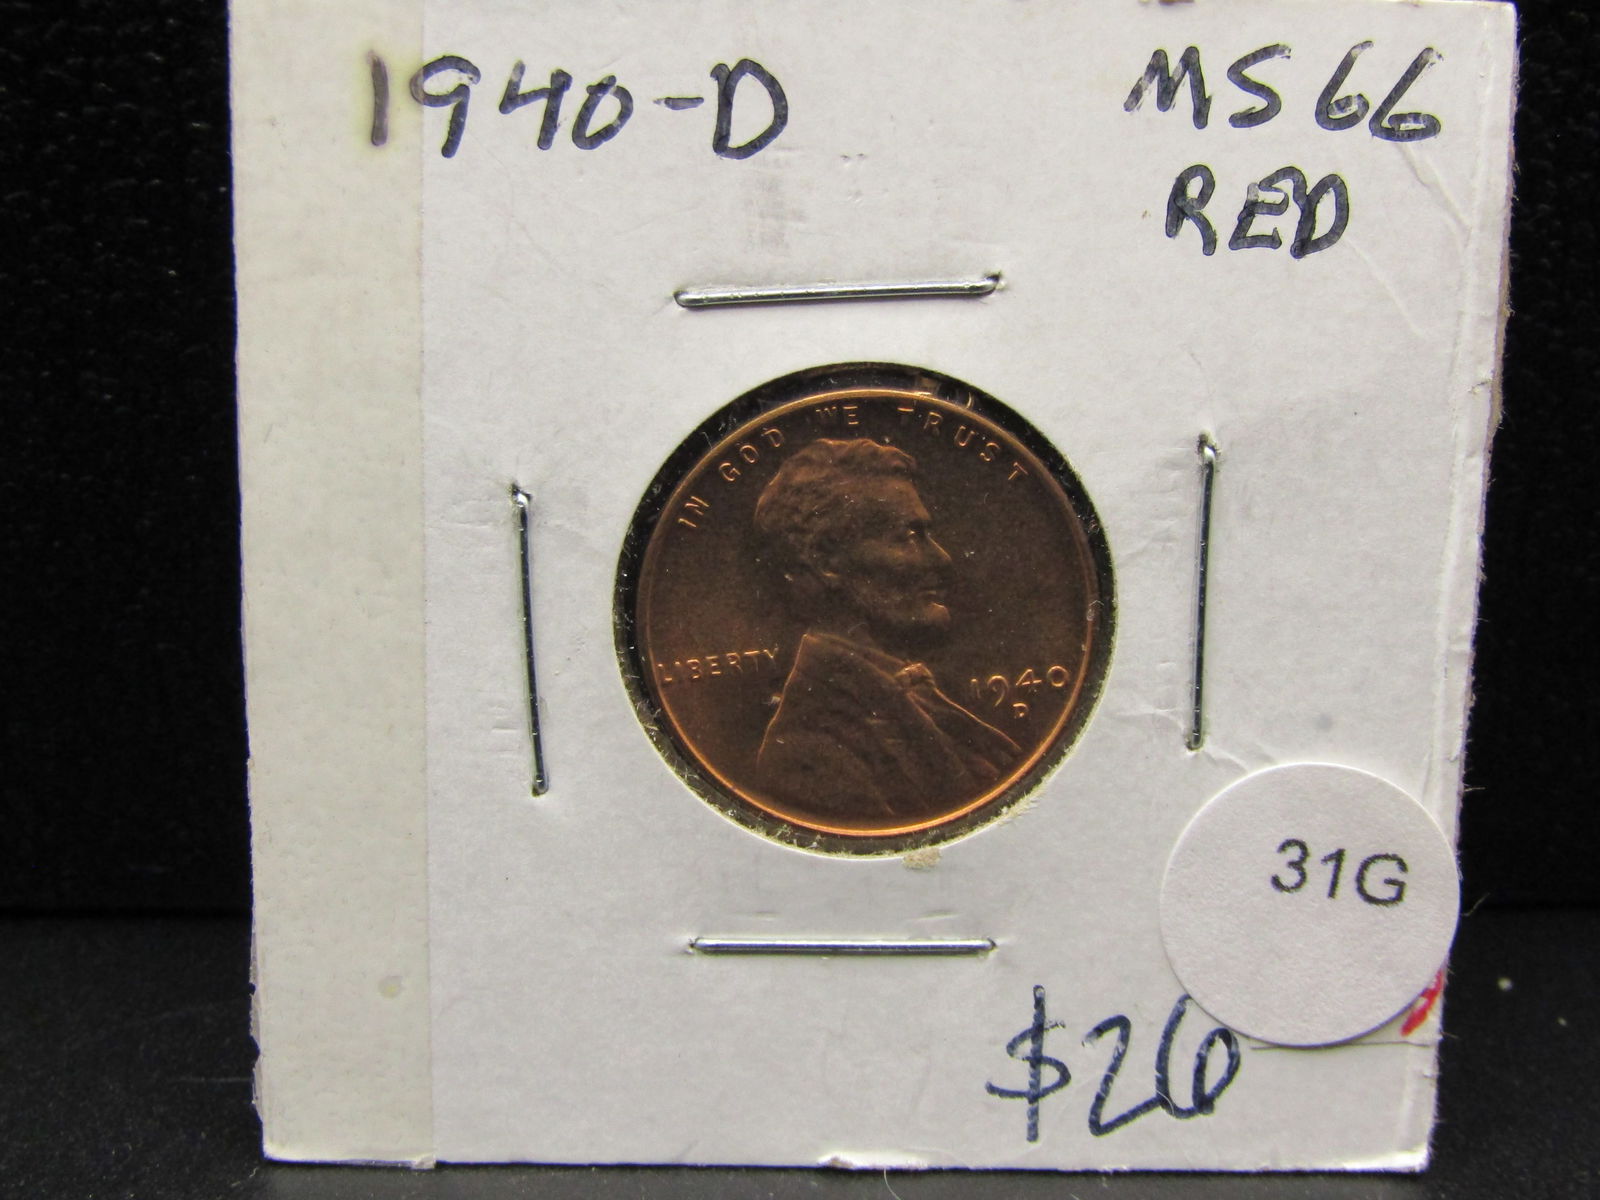 1940-D
MS66
RED
IN GOD WE TRUST
LIBERTY
1940
D
31G
$26